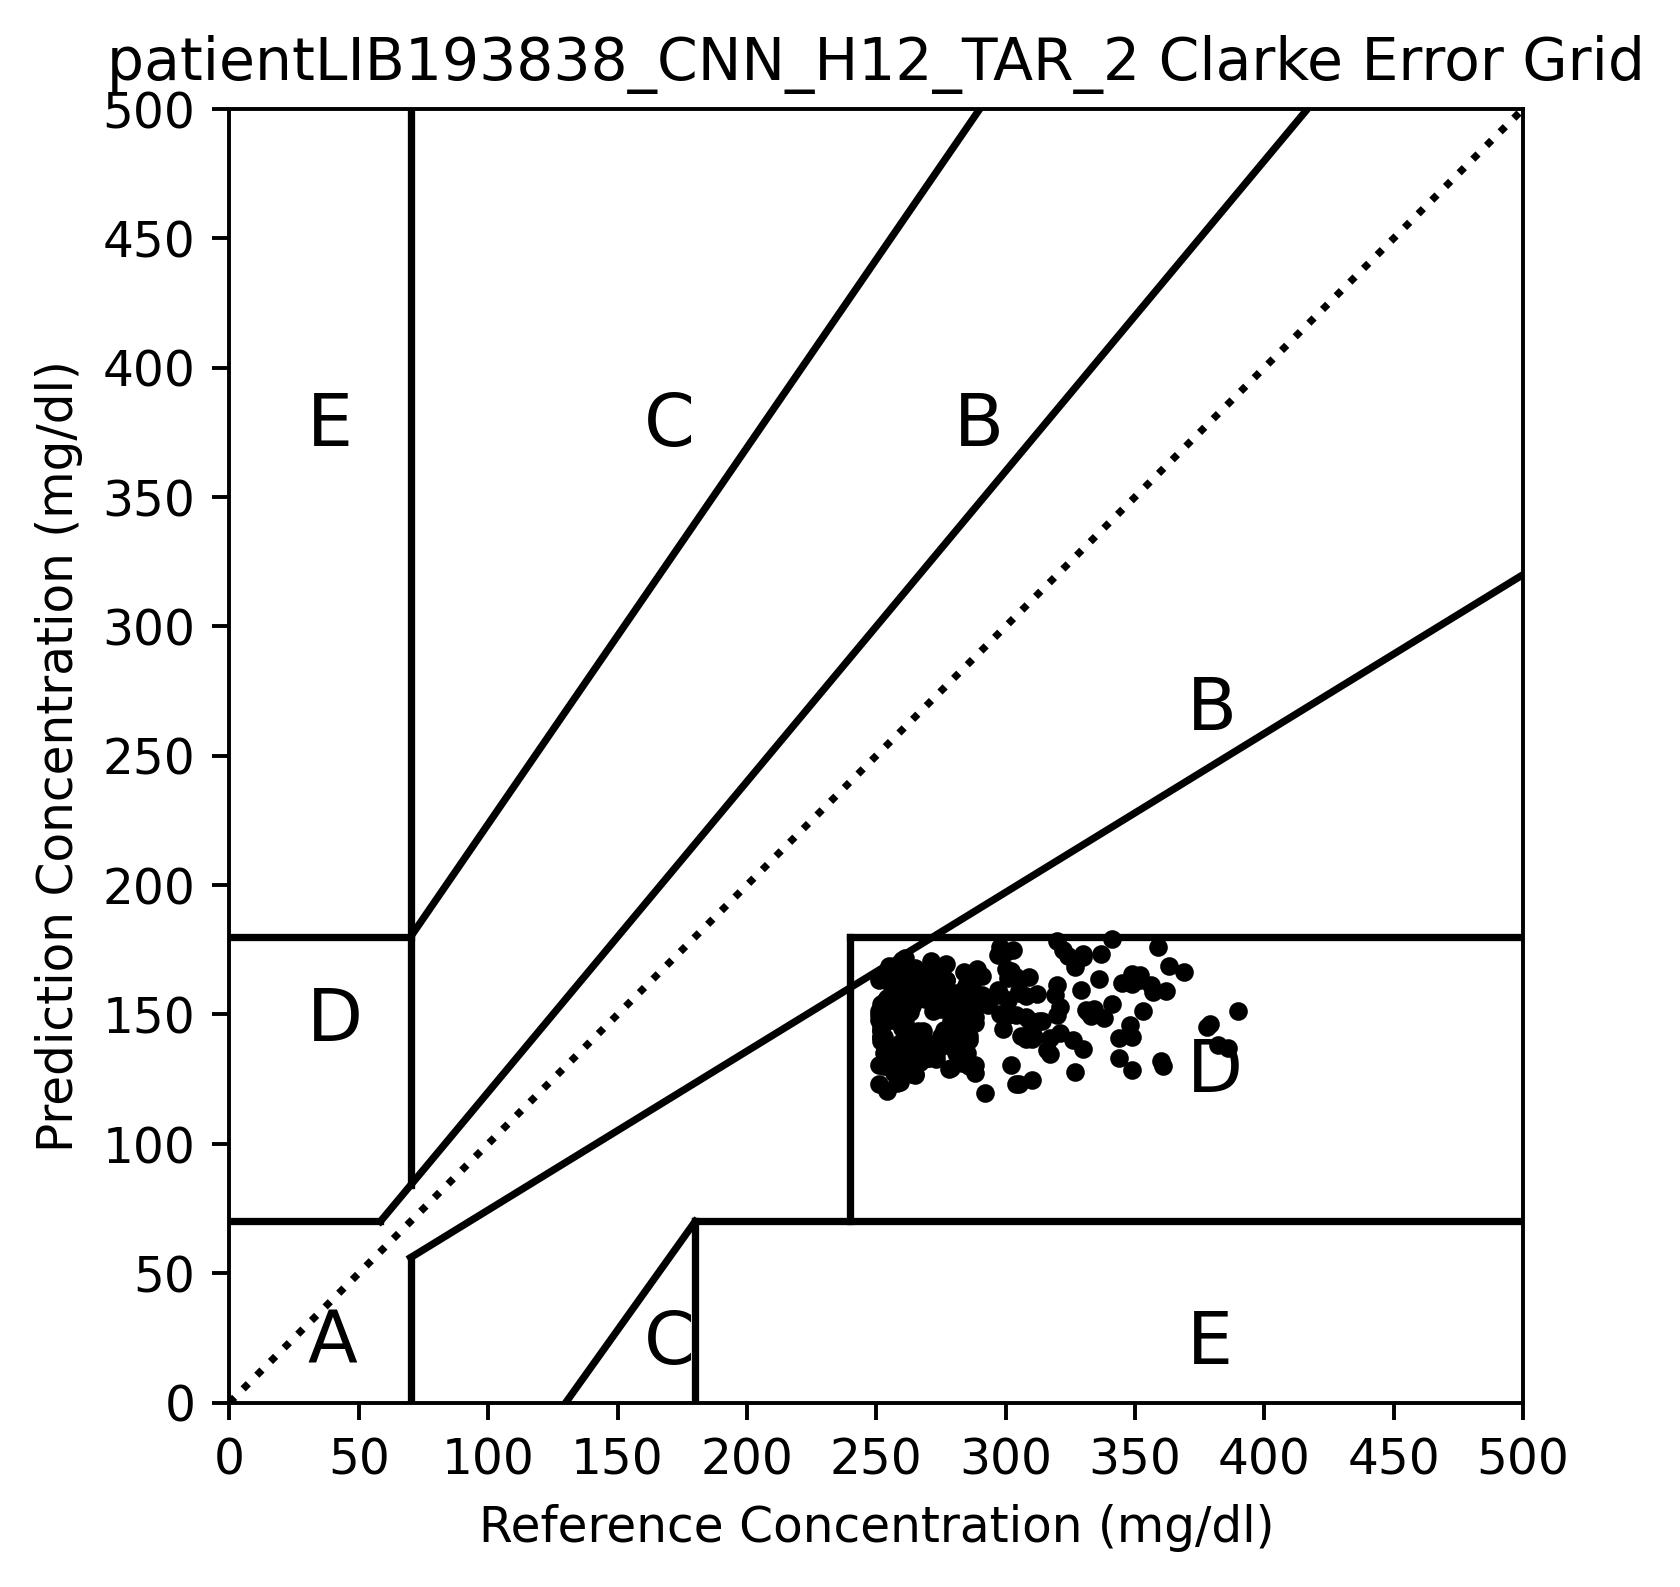 patientLIB193838_CNN_H12_TAR_2 Clarke Error Grid
500
450
400
350
300
250
200
150
100
50
0
Prediction Concentration (mg/dl)
E
C
B
B
D
D
A
C
E
0 50 100 150 200 250 300 350 400 450 500
Reference Concentration (mg/dl)